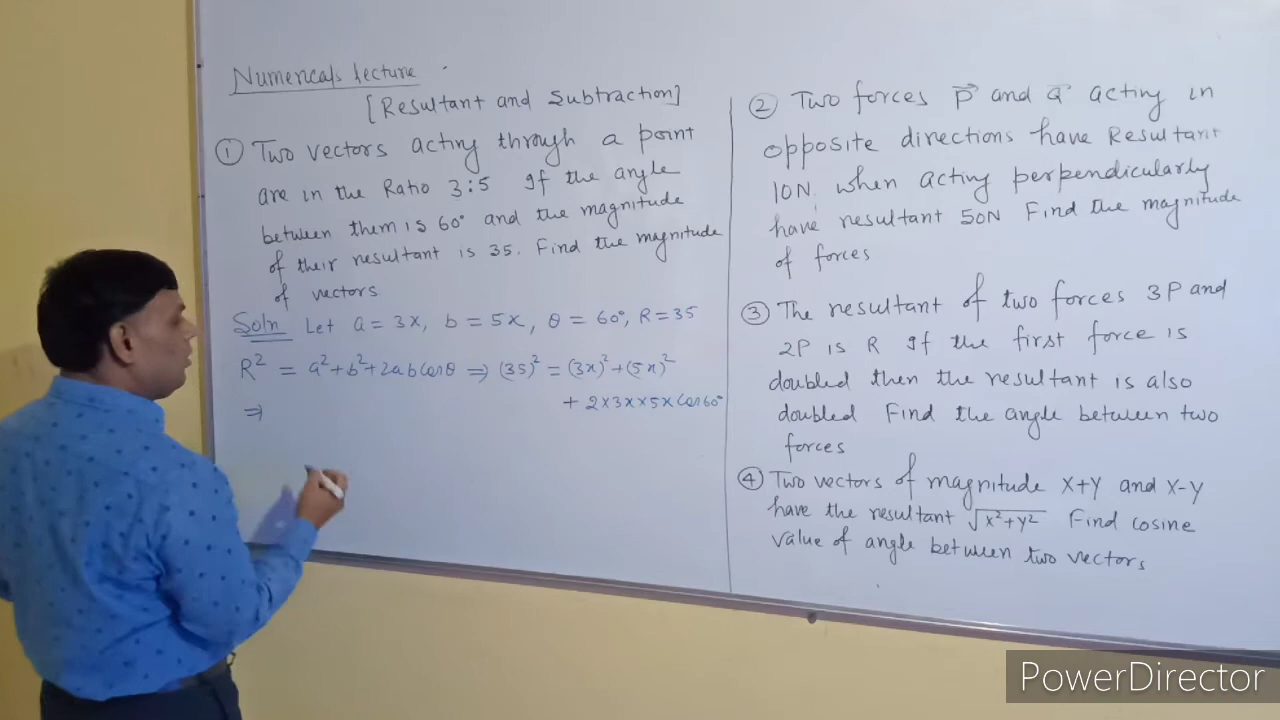 Numericals lecture
[Resultant and Subtraction]
① Two vectors acting through a point
are in the Ratio 3:5 If the angle
between them is 60° and the magnitude
of their resultant is 35. Find the magnitude
of vectors
Soln Let a = 3x, b = 5x, θ = 60°, R = 35
R² = a² + b² + 2ab cosθ ⇒ (35)² = (3x)² + (5x)²
+ 2×3x×5x cos60°
⇒
② Two forces P⃗ and Q⃗ acting in
opposite directions have Resultant
10N. when acting perpendicularly
have resultant 50N Find the magnitude
of forces
③ The resultant of two forces 3P and
2P is R If the first force is
doubled then the resultant is also
doubled Find the angle between two
forces
④ Two vectors of magnitude x+y and x-y
have the resultant √x²+y² Find cosine
value of angle between two vectors
PowerDirector